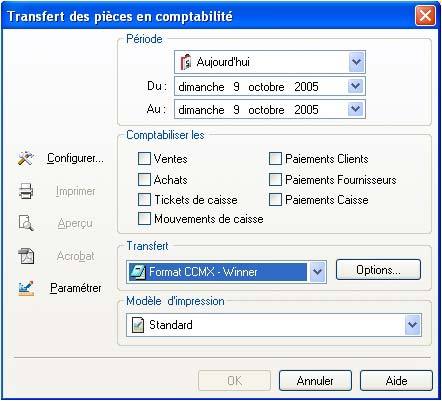 Transfert des pièces en comptabilité
Période
Aujourd'hui
Du : dimanche 9 octobre 2005
Au : dimanche 9 octobre 2005
Comptabiliser les
Ventes
Paiements Clients
Achats
Paiements Fournisseurs
Tickets de caisse
Paiements Caisse
Mouvements de caisse
Configurer...
Imprimer
Aperçu
Acrobat
Paramétrer
Transfert
Format CCMX - Winner
Options...
Modèle d'impression
Standard
OK
Annuler
Aide